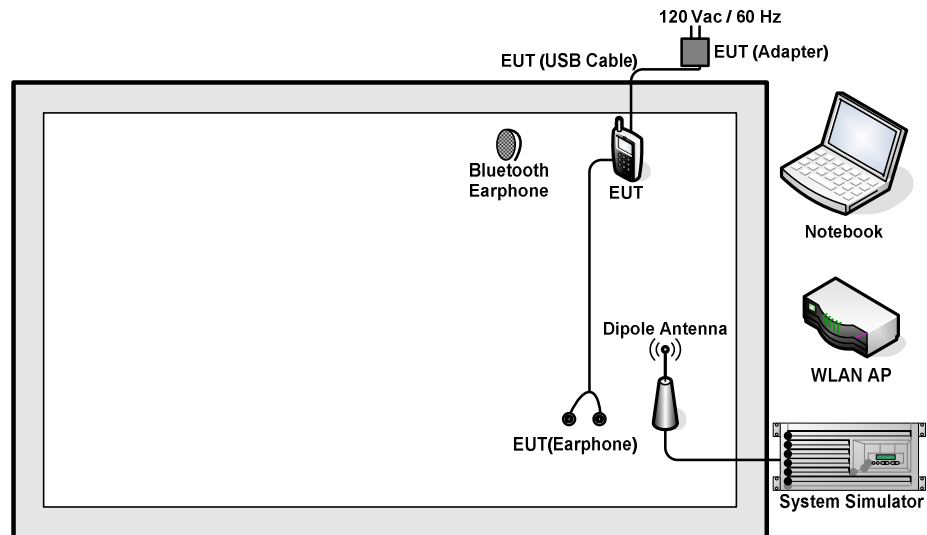 120 Vac / 60 Hz
EUT (Adapter)
EUT (USB Cable)
Bluetooth
Earphone
EUT
Notebook
Dipole Antenna
WLAN AP
EUT(Earphone)
System Simulator